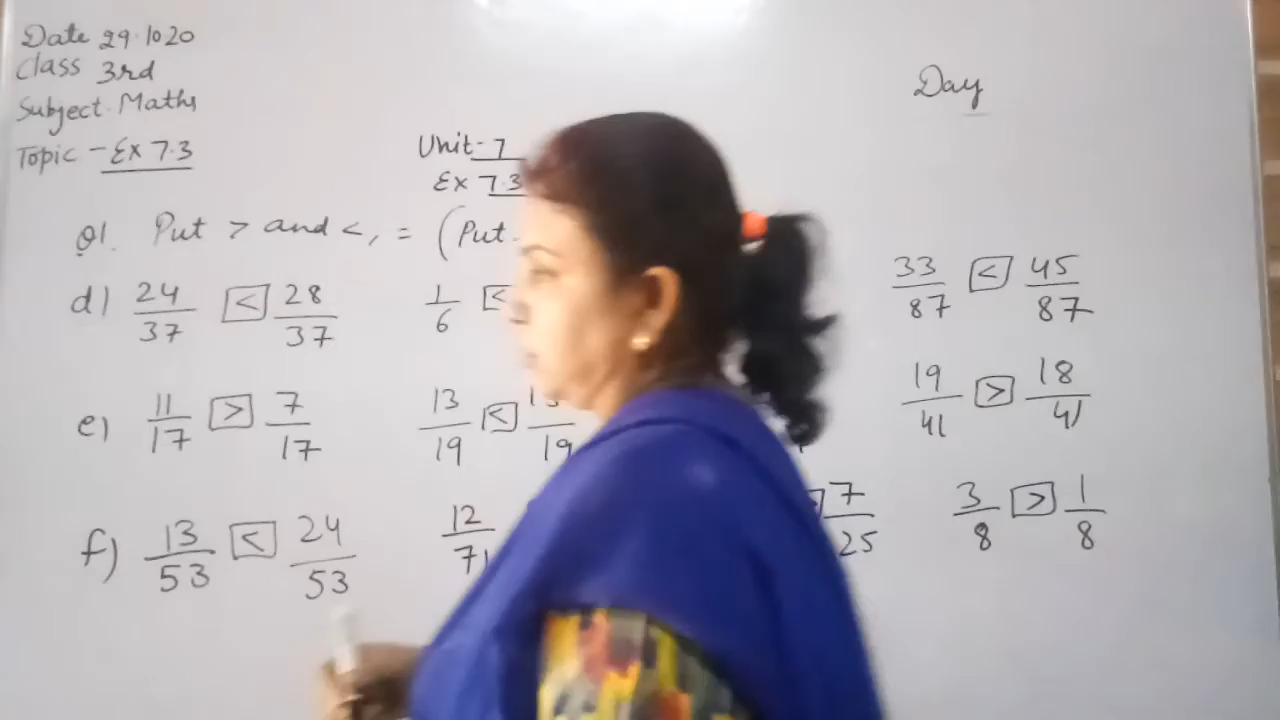 Date 29.10.20
Class 3rd
Subject. Maths
Topic - Ex 7.3
Day
Unit-7
Ex 7.3
Q1. Put > and <, = (Put
d) 24/37 < 28/37 1/6 < 33/87 < 45/87
e) 11/17 > 7/17 13/19 < /19 19/41 > 18/41
f) 13/53 < 24/53 12/71 7/25 3/8 > 1/8